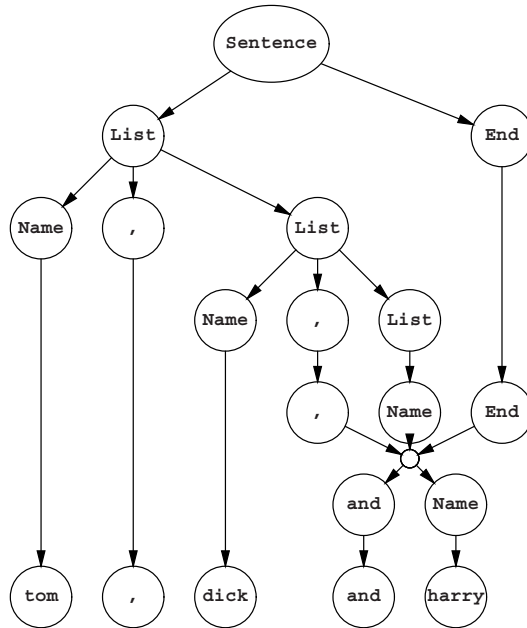 Sentence
List End
Name , List
Name , List
, Name End
and Name
tom , dick and harry